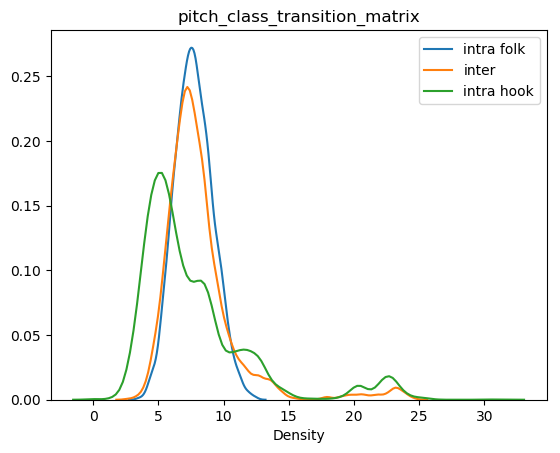 pitch_class_transition_matrix
intra folk
inter
intra hook
0.25
0.20
0.15
0.10
0.05
0.00
0 5 10 15 20 25 30
Density